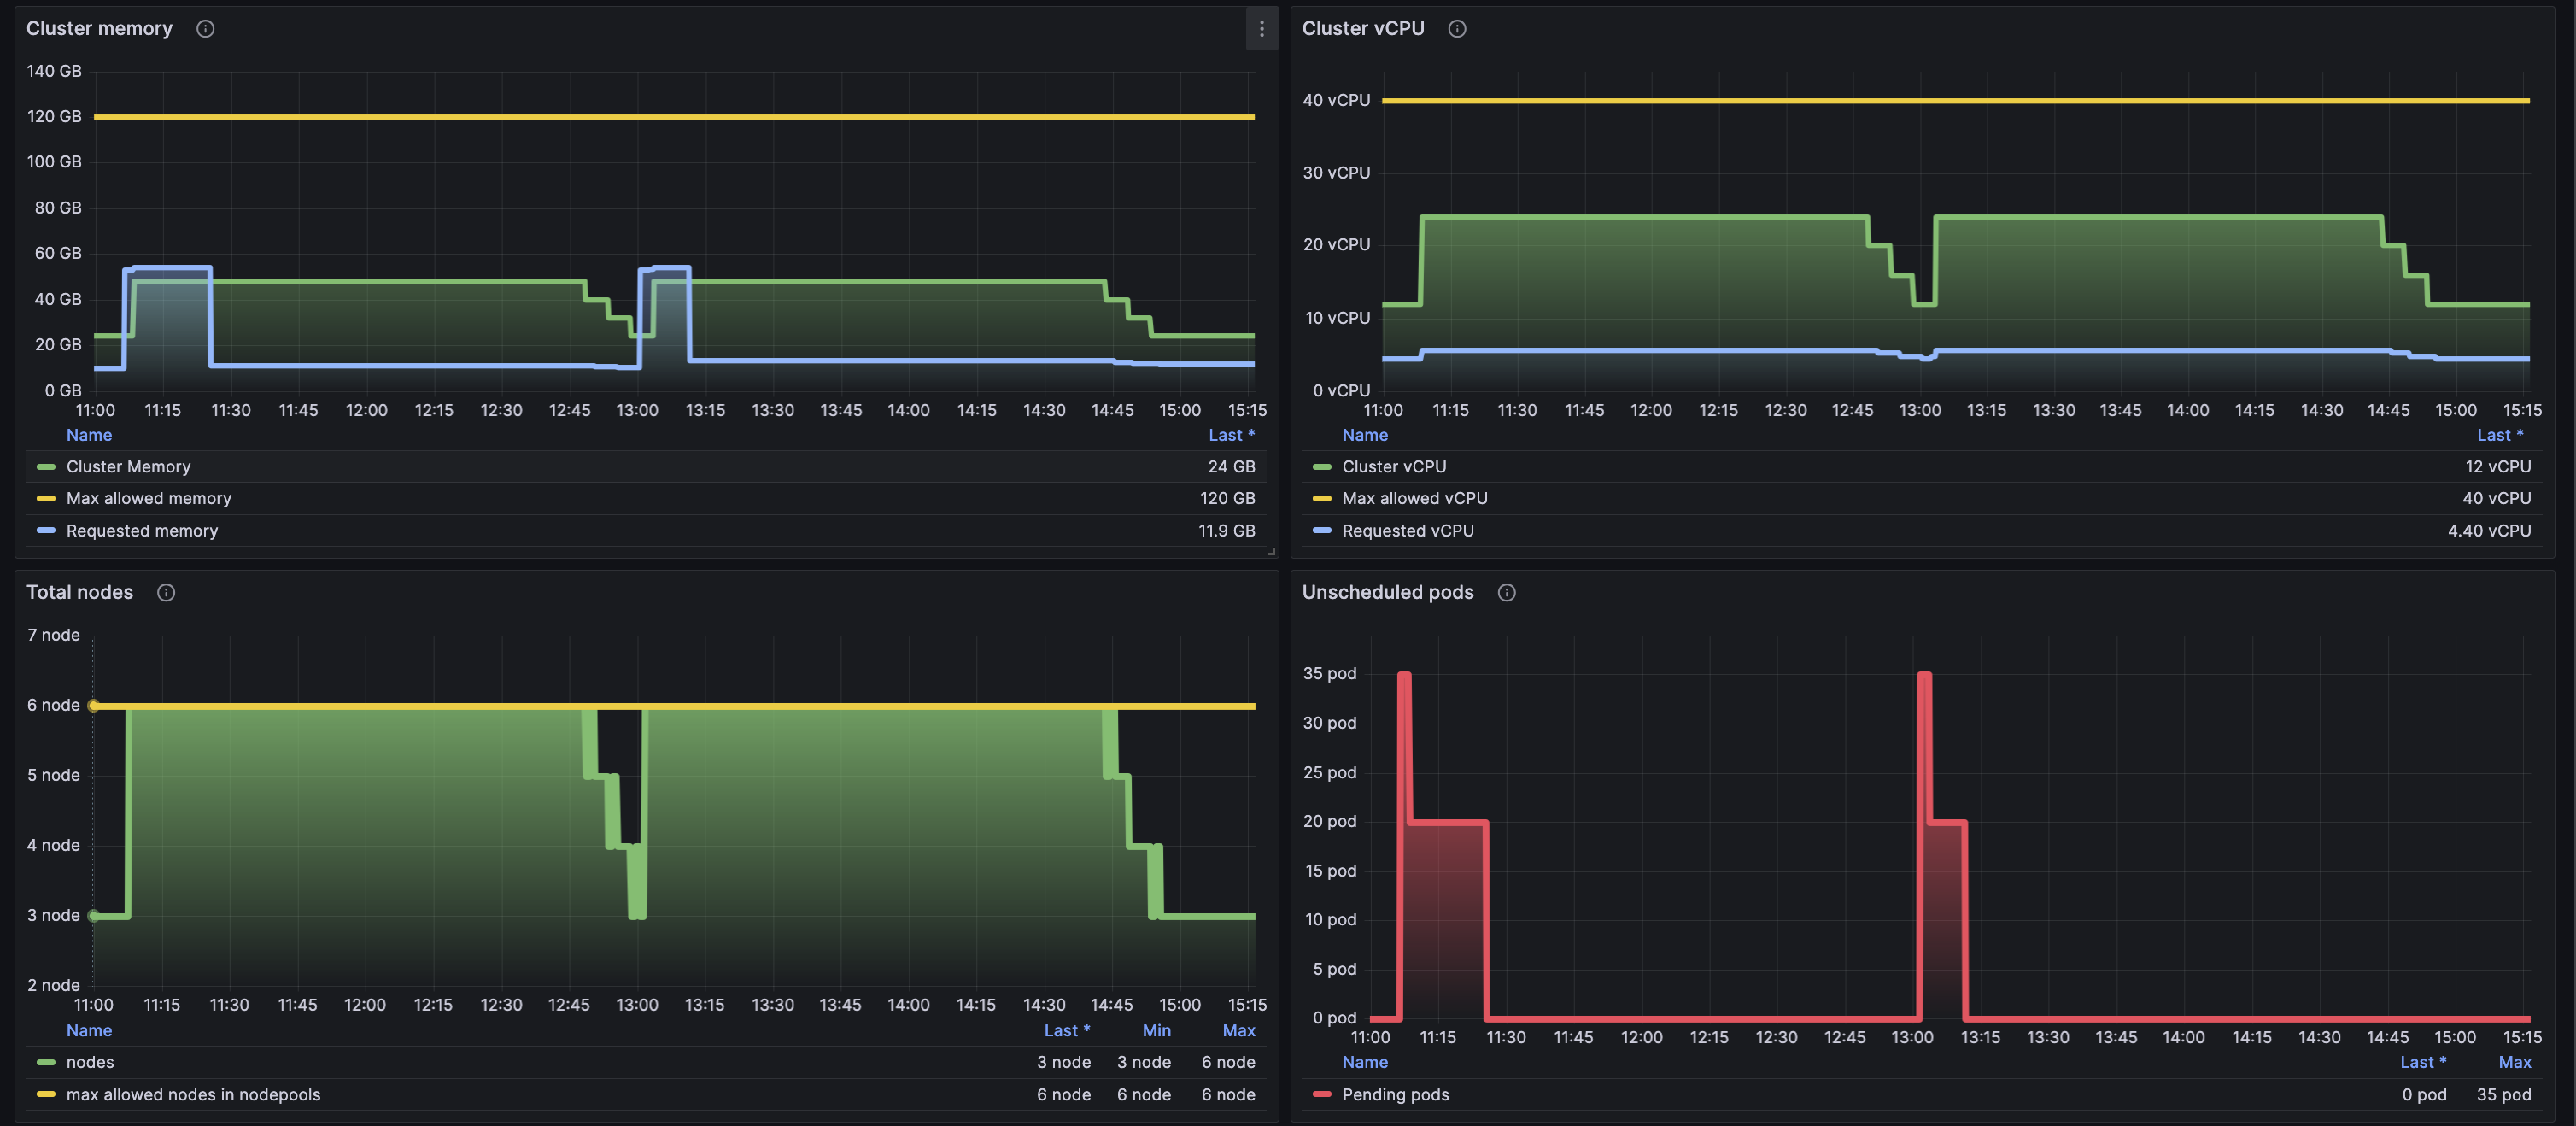 Cluster memory
140 GB
120 GB
100 GB
80 GB
60 GB
40 GB
20 GB
0 GB
11:00 11:15 11:30 11:45 12:00 12:15 12:30 12:45 13:00 13:15 13:30 13:45 14:00 14:15 14:30 14:45 15:00 15:15
Name Last *
Cluster Memory 24 GB
Max allowed memory 120 GB
Requested memory 11.9 GB
Cluster vCPU
40 vCPU
30 vCPU
20 vCPU
10 vCPU
0 vCPU
11:00 11:15 11:30 11:45 12:00 12:15 12:30 12:45 13:00 13:15 13:30 13:45 14:00 14:15 14:30 14:45 15:00 15:15
Name Last *
Cluster vCPU 12 vCPU
Max allowed vCPU 40 vCPU
Requested vCPU 4.40 vCPU
Total nodes
7 node
6 node
5 node
4 node
3 node
2 node
11:00 11:15 11:30 11:45 12:00 12:15 12:30 12:45 13:00 13:15 13:30 13:45 14:00 14:15 14:30 14:45 15:00 15:15
Name Last * Min Max
nodes 3 node 3 node 6 node
max allowed nodes in nodepools 6 node 6 node 6 node
Unscheduled pods
35 pod
30 pod
25 pod
20 pod
15 pod
10 pod
5 pod
0 pod
11:00 11:15 11:30 11:45 12:00 12:15 12:30 12:45 13:00 13:15 13:30 13:45 14:00 14:15 14:30 14:45 15:00 15:15
Name Last * Max
Pending pods 0 pod 35 pod